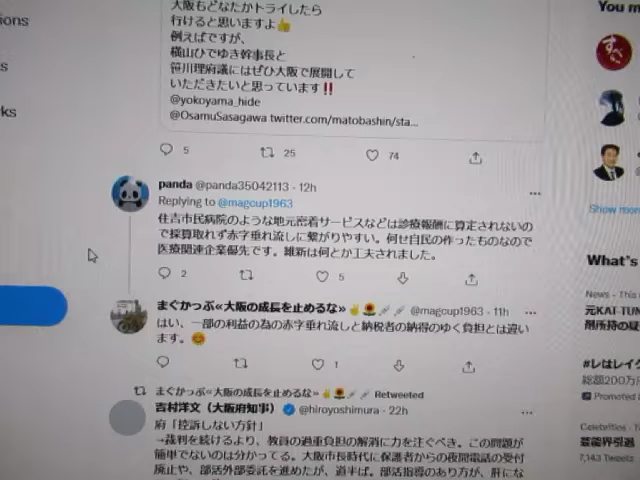 ions
s
ks
大阪もどなたかトライしたら
行けると思いますよ👍
例えばですが、
横山ひでゆき幹事長と
笹川理府議にはぜひ大阪で展開して
いただきたいと思っています‼️
@yokoyama_hide
@OsamuSasagawa twitter.com/matobashin/sta...
5 25 74
panda @panda35042113 · 12h
Replying to @magcup1963
住吉市民病院のような地元密着サービスなどは診療報酬に算定されないの
で採算取れず赤字垂れ流しに繋がりやすい。何せ自民の作ったものなので
医療関連企業優先です。維新は何とか工夫されました。
2 5
まぐかっぷ«大阪の成長を止めるな» @magcup1963 · 11h
はい、一部の利益の為の赤字垂れ流しと納税者の納得のゆく負担とは違い
ます。😊
1
まぐかっぷ«大阪の成長を止めるな» Retweeted
吉村洋文（大阪府知事） @hiroyoshimura · 22h
府「控訴しない方針」
→裁判を続けるより、教員の過重負担の解消に力を注ぐべき。この問題が
簡単でないのは分かってる。大阪市長時代に保護者からの夜間電話の受付
廃止や、部活外部委託を進めたが、道半ば。部活指導のあり方が、肝にな
You m
Show more
What's
News · This
元KAT-TUN
#レはレイク
総額200万
Promoted
Celebrities · Tr
芸能界引退
7,143 Tweets